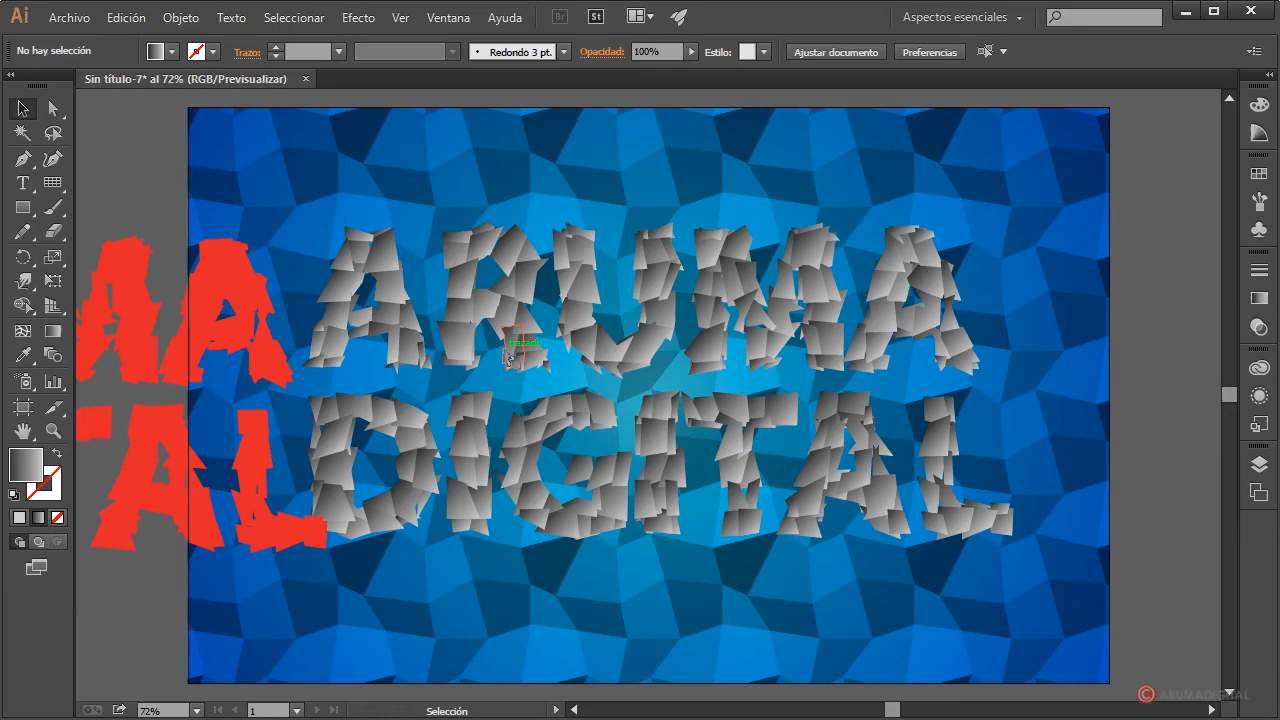 Ai Archivo Edición Objeto Texto Seleccionar Efecto Ver Ventana Ayuda Br St Aspectos esenciales
No hay selección Trazo: Redondo 3 pt. Opacidad: 100% Estilo: Ajustar documento Preferencias
Sin título-7* al 72% (RGB/Previsualizar) ×
ARUMA
DIGITAL
MA
TAL
trazado
72% 1 Selección
© ARUMADIGITAL